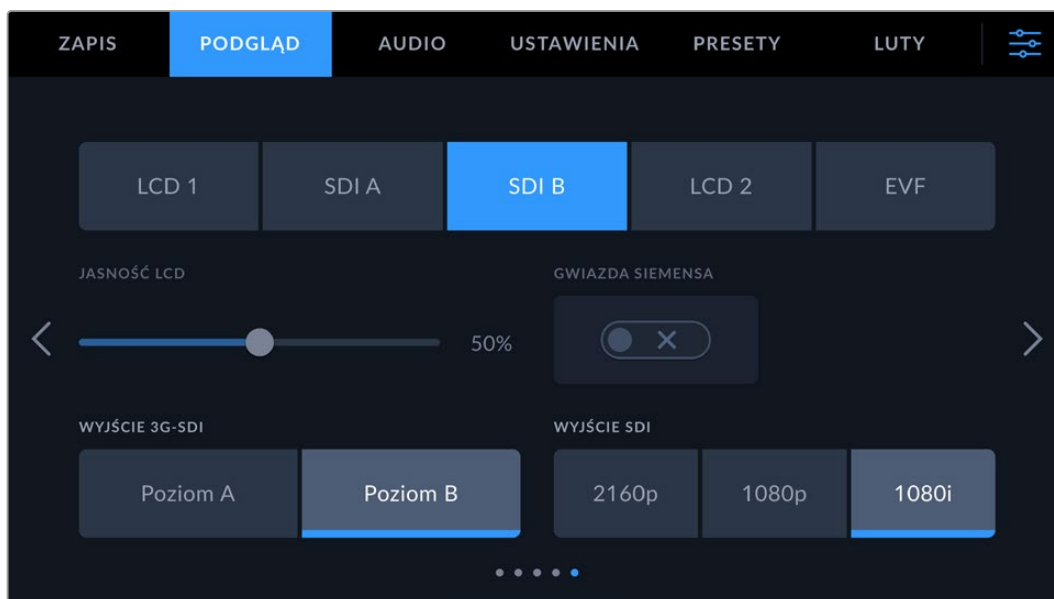 ZAPIS PODGLĄD AUDIO USTAWIENIA PRESETY LUTY
LCD 1 SDI A SDI B LCD 2 EVF
JASNOŚĆ LCD GWIAZDA SIEMENSA
50%
WYJŚCIE 3G-SDI WYJŚCIE SDI
Poziom A Poziom B 2160p 1080p 1080i